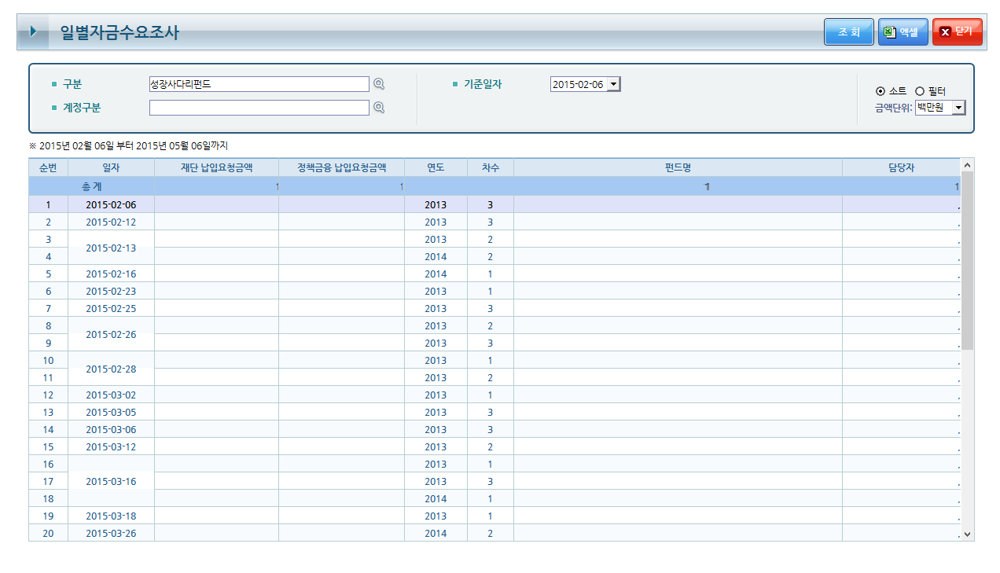 일별자금수요조사
조 회 엑셀 닫기
구분 성장사다리펀드 기준일자 2015-02-06 소트 필터
계정구분 금액단위: 백만원
※ 2015년 02월 06일 부터 2015년 05월 06일까지
순번 일자 재단 납입요청금액 정책금융 납입요청금액 연도 차수 펀드명 담당자
총 계
1 2015-02-06 2013 3
2 2015-02-12 2013 3
3 2015-02-13 2013 2
4 2014 2
5 2015-02-16 2014 1
6 2015-02-23 2013 1
7 2015-02-25 2013 3
8 2015-02-26 2013 2
9 2013 3
10 2015-02-28 2013 1
11 2013 2
12 2015-03-02 2013 1
13 2015-03-05 2013 3
14 2015-03-06 2013 3
15 2015-03-12 2013 2
16 2013 1
17 2015-03-16 2013 3
18 2014 1
19 2015-03-18 2013 1
20 2015-03-26 2014 2